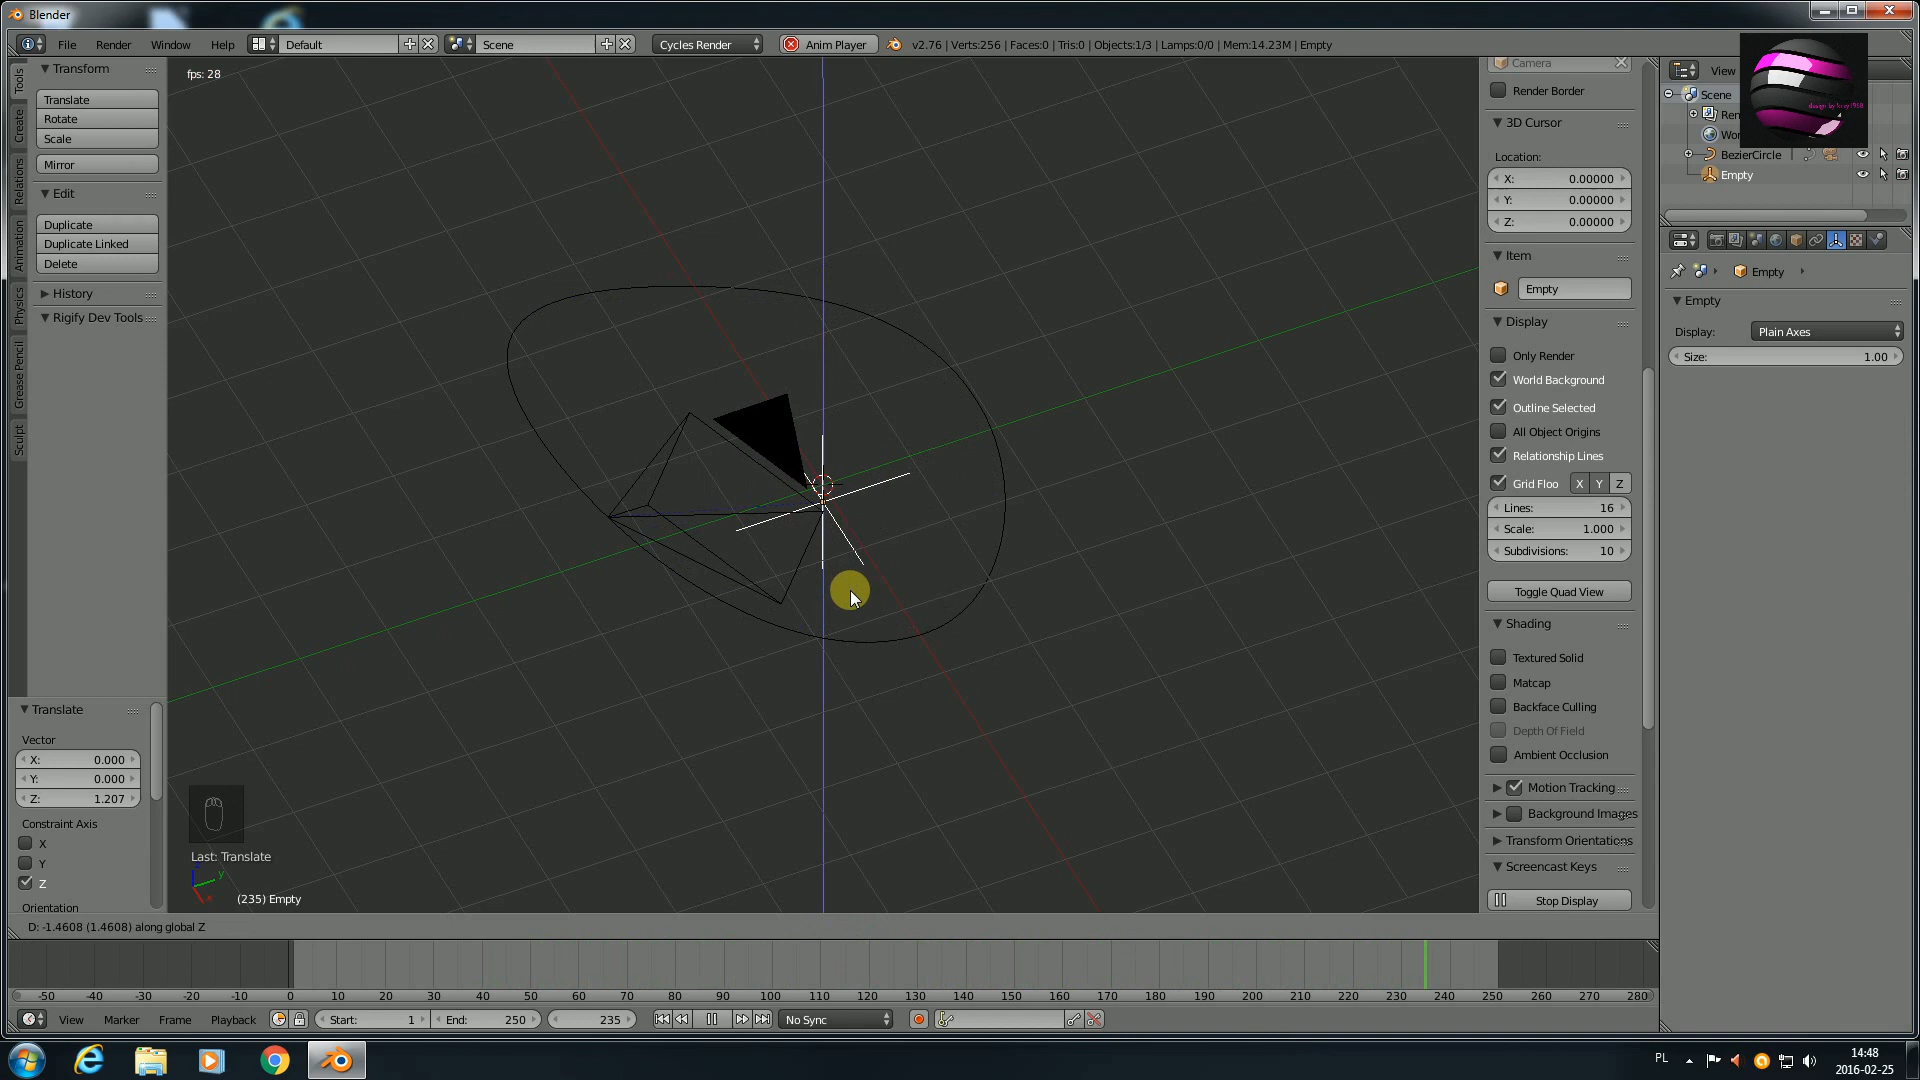 Blender
File Render Window Help Default Scene Cycles Render Anim Player v2.76 | Verts:256 | Faces:0 | Tris:0 | Objects:1/3 | Lamps:0/0 | Mem:14.23M | Empty
Tools
Create
Relations
Animation
Physics
Grease Pencil
Sculpt
Transform
Translate
Rotate
Scale
Mirror
Edit
Duplicate
Duplicate Linked
Delete
History
Rigify Dev Tools
Translate
Vector
X: 0.000
Y: 0.000
Z: 1.207
Constraint Axis
X
Y
Z
Orientation
fps: 28
Last: Translate
y
x
(235) Empty
Camera
Render Border
3D Cursor
Location:
X: 0.00000
Y: 0.00000
Z: 0.00000
Item
Empty
Display
Only Render
World Background
Outline Selected
All Object Origins
Relationship Lines
Grid Floo X Y Z
Lines: 16
Scale: 1.000
Subdivisions: 10
Toggle Quad View
Shading
Textured Solid
Matcap
Backface Culling
Depth Of Field
Ambient Occlusion
Motion Tracking
Background Images
Transform Orientations
Screencast Keys
Stop Display
View
Scene
Ren
Wor
BezierCircle
Empty
Empty
Empty
Display: Plain Axes
Size: 1.00
D: -1.4608 (1.4608) along global Z
-50 -40 -30 -20 -10 0 10 20 30 40 50 60 70 80 90 100 110 120 130 140 150 160 170 180 190 200 210 220 230 240 250 260 270 280
View Marker Frame Playback Start: 1 End: 250 235 No Sync
PL 14:48
2016-02-25